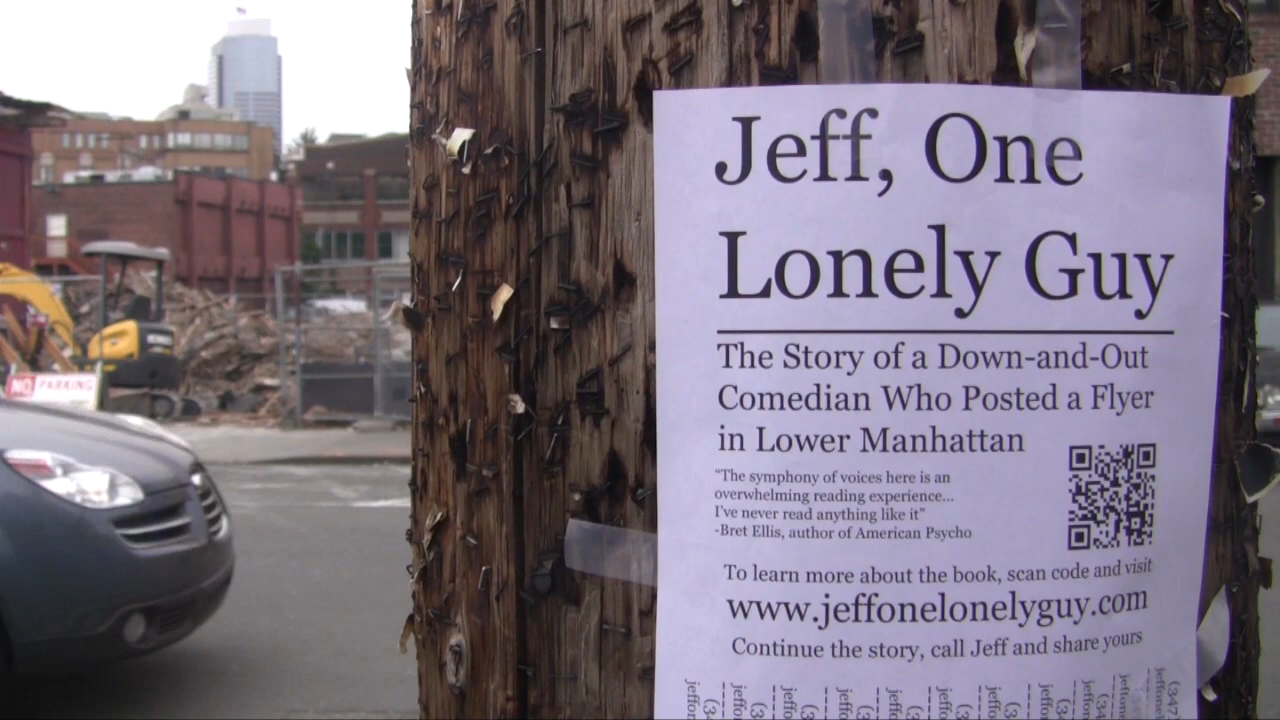 Jeff, One
Lonely Guy
The Story of a Down-and-Out
Comedian Who Posted a Flyer
in Lower Manhattan
"The symphony of voices here is an
overwhelming reading experience...
I've never read anything like it"
-Bret Ellis, author of American Psycho
To learn more about the book, scan code and visit
www.jeffonelonelyguy.com
Continue the story, call Jeff and share yours
NO PARKING